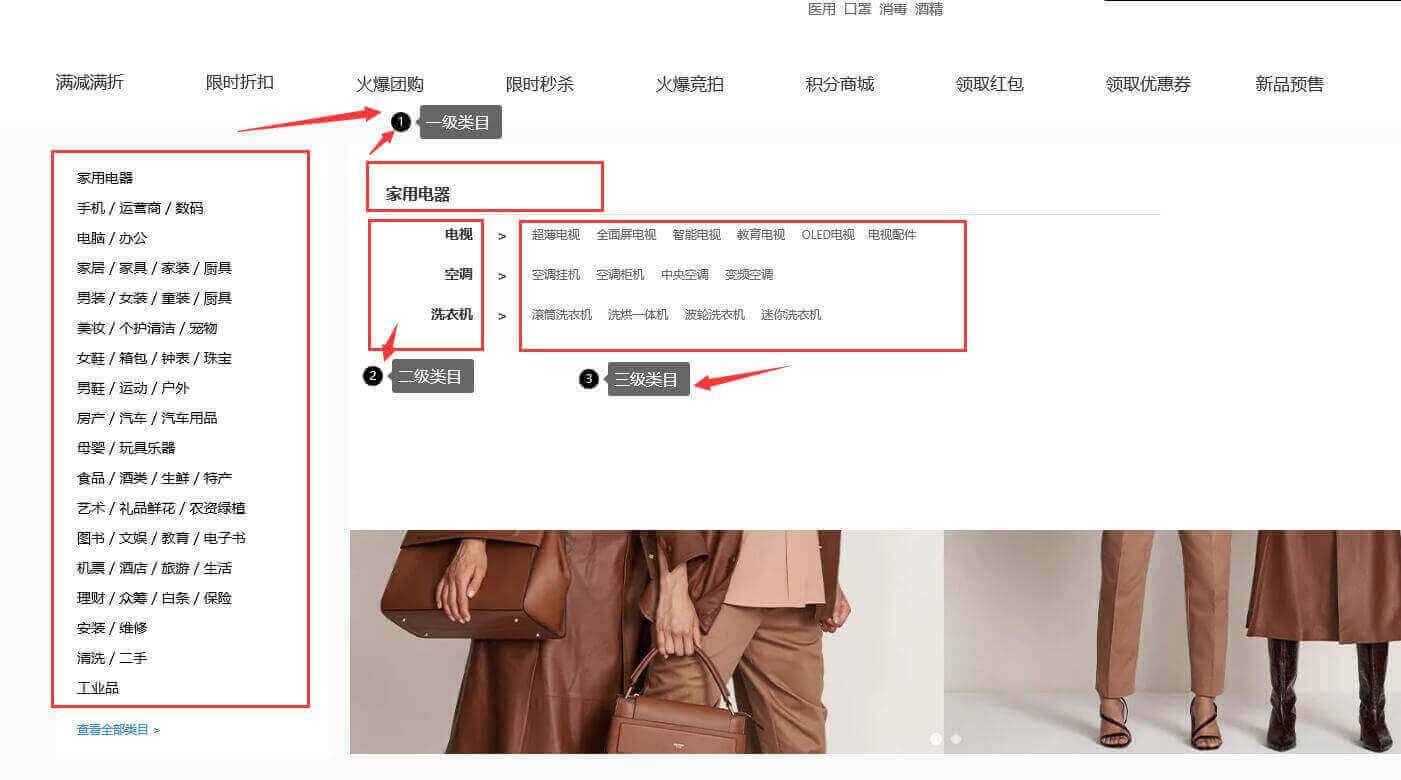 医用 口罩 消毒 酒精
满减满折 限时折扣 火爆团购 限时秒杀 火爆竞拍 积分商城 领取红包 领取优惠券 新品预售
1 一级类目
家用电器
手机 / 运营商 / 数码
电脑 / 办公
家居 / 家具 / 家装 / 厨具
男装 / 女装 / 童装 / 厨具
美妆 / 个护清洁 / 宠物
女鞋 / 箱包 / 钟表 / 珠宝
男鞋 / 运动 / 户外
房产 / 汽车 / 汽车用品
母婴 / 玩具乐器
食品 / 酒类 / 生鲜 / 特产
艺术 / 礼品鲜花 / 农资绿植
图书 / 文娱 / 教育 / 电子书
机票 / 酒店 / 旅游 / 生活
理财 / 众筹 / 白条 / 保险
安装 / 维修
清洗 / 二手
工业品
查看全部类目 >
家用电器
电视 > 超薄电视 全面屏电视 智能电视 教育电视 OLED电视 电视配件
空调 > 空调挂机 空调柜机 中央空调 变频空调
洗衣机 > 滚筒洗衣机 洗烘一体机 波轮洗衣机 迷你洗衣机
2 二级类目
3 三级类目